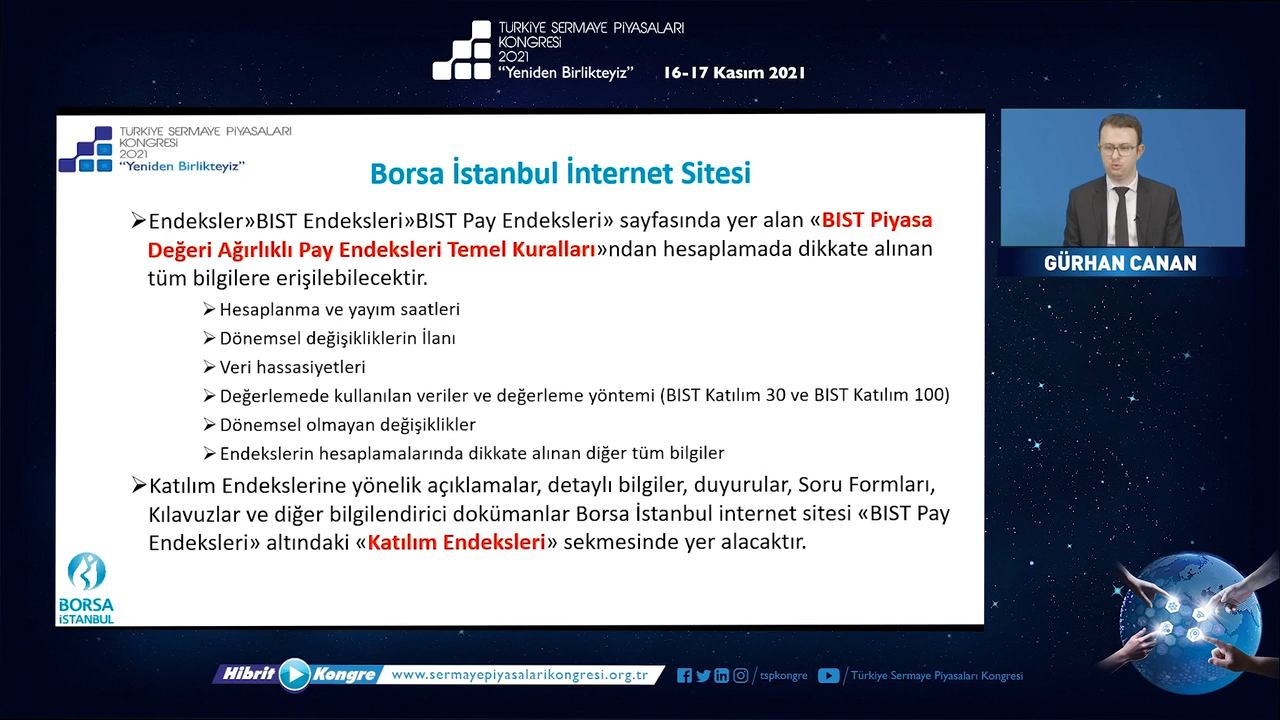 TÜRKİYE SERMAYE PİYASALARI
KONGRESİ
2021
“Yeniden Birlikteyiz”
16-17 Kasım 2021
TÜRKİYE SERMAYE PİYASALARI
KONGRESİ
2021
“Yeniden Birlikteyiz”
Borsa İstanbul İnternet Sitesi
➢Endeksler»BIST Endeksleri»BIST Pay Endeksleri» sayfasında yer alan «BIST Piyasa
Değeri Ağırlıklı Pay Endeksleri Temel Kuralları»ndan hesaplamada dikkate alınan
tüm bilgilere erişilebilecektir.
➢Hesaplanma ve yayım saatleri
➢Dönemsel değişikliklerin İlanı
➢Veri hassasiyetleri
➢Değerlemede kullanılan veriler ve değerleme yöntemi (BIST Katılım 30 ve BIST Katılım 100)
➢Dönemsel olmayan değişiklikler
➢Endekslerin hesaplamalarında dikkate alınan diğer tüm bilgiler
➢Katılım Endekslerine yönelik açıklamalar, detaylı bilgiler, duyurular, Soru Formları,
Kılavuzlar ve diğer bilgilendirici dokümanlar Borsa İstanbul internet sitesi «BIST Pay
Endeksleri» altındaki «Katılım Endeksleri» sekmesinde yer alacaktır.
BORSA
İSTANBUL
GÜRHAN CANAN
Hibrit Kongre
www.sermayepiyasalarikongresi.org.tr
/tspkongre
/Türkiye Sermaye Piyasaları Kongresi